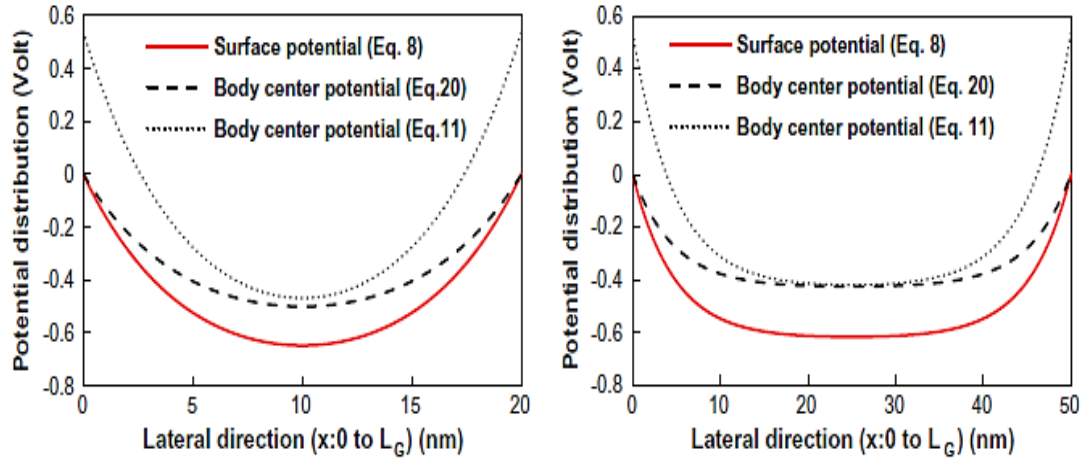 Potential distribution (Volt)
0.6
0.4
0.2
0
-0.2
-0.4
-0.6
-0.8
Surface potential (Eq. 8)
Body center potential (Eq.20)
Body center potential (Eq.11)
0 5 10 15 20
Lateral direction (x:0 to LG) (nm)
Potential distribution (Volt)
0.6
0.4
0.2
0
-0.2
-0.4
-0.6
-0.8
Surface potential (Eq. 8)
Body center potential (Eq. 20)
Body center potential (Eq. 11)
0 10 20 30 40 50
Lateral direction (x:0 to LG) (nm)